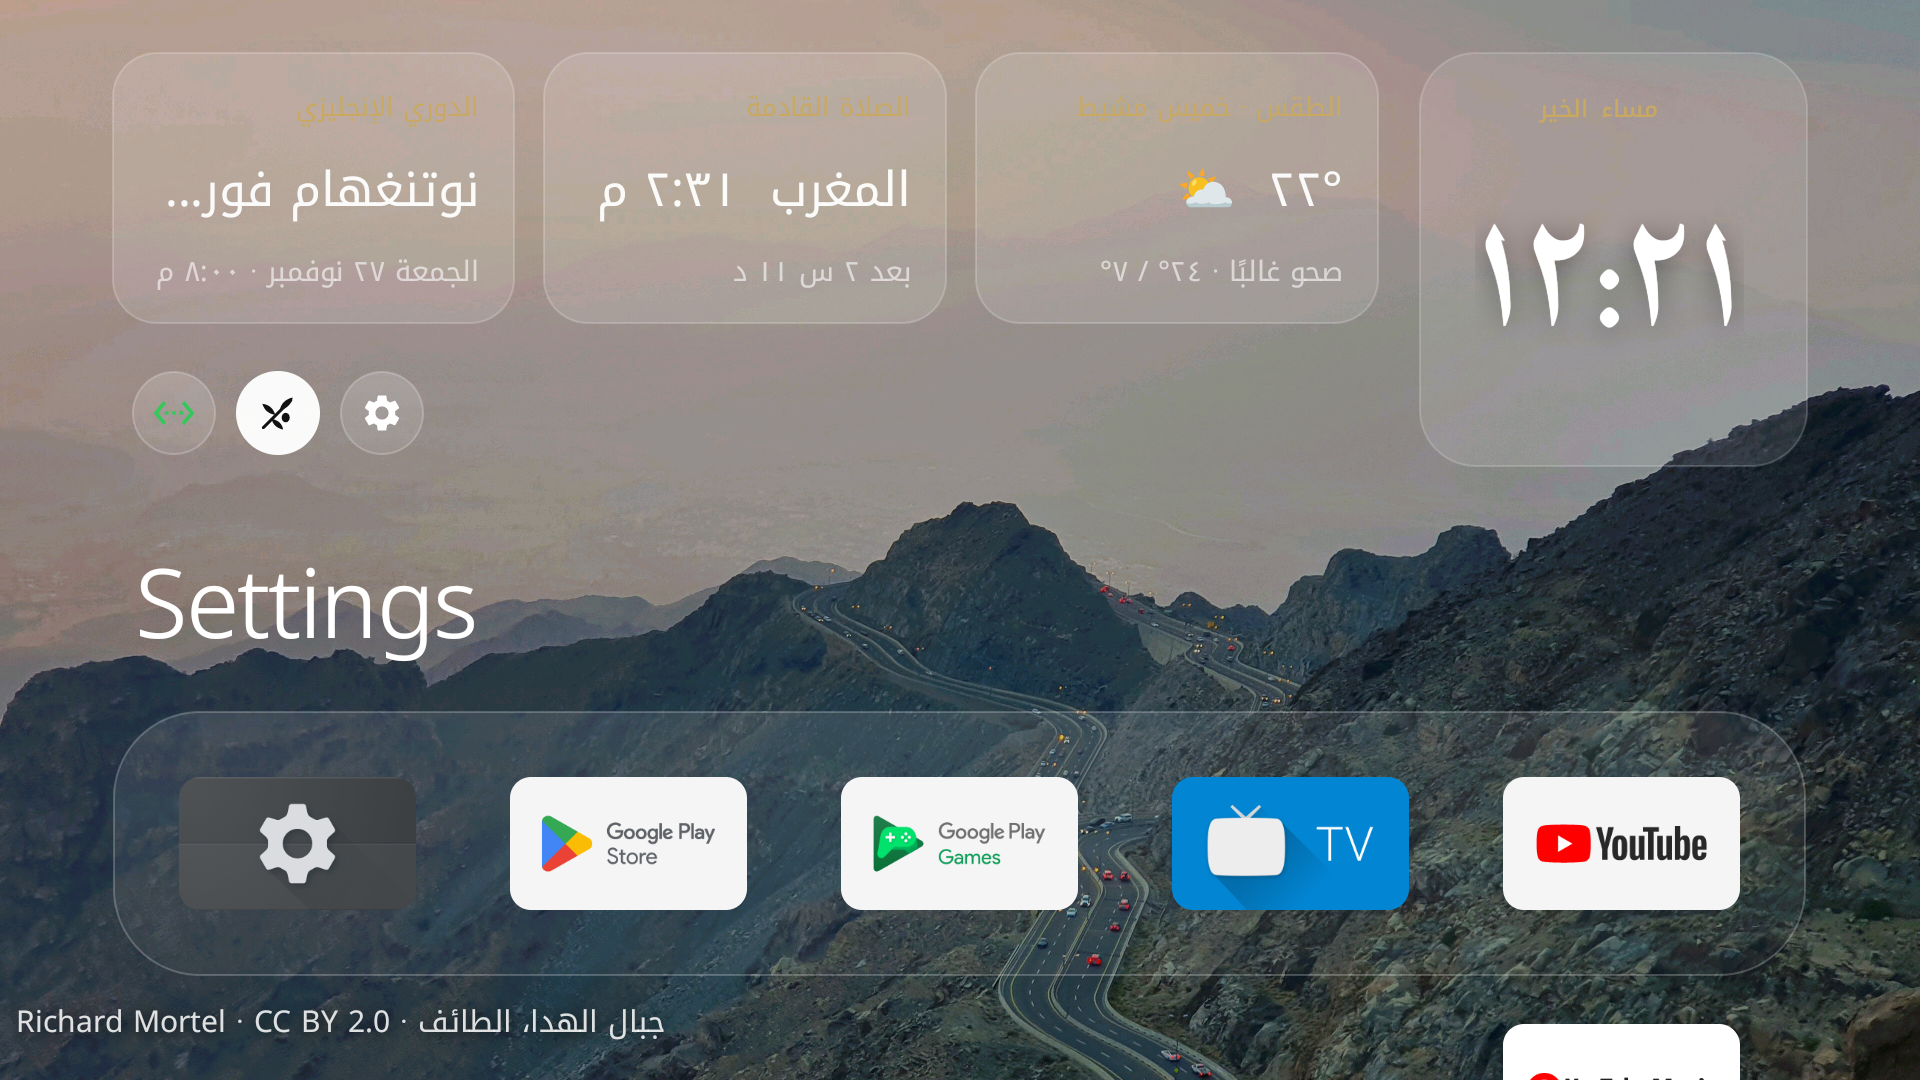 مساء الخير
١٢:٢١
الطقس · خميس مشيط
٢٢°
صحو غالبًا · ٢٤° / ٧°
الصلاة القادمة
المغرب ٢:٣١ م
بعد ٢ س ١١ د
الدوري الإنجليزي
نوتنغهام فور...
الجمعة ٢٧ نوفمبر · ٨:٠٠ م
Settings
Google Play
Store
Google Play
Games
TV
YouTube
Richard Mortel · CC BY 2.0 · جبال الهدا، الطائف